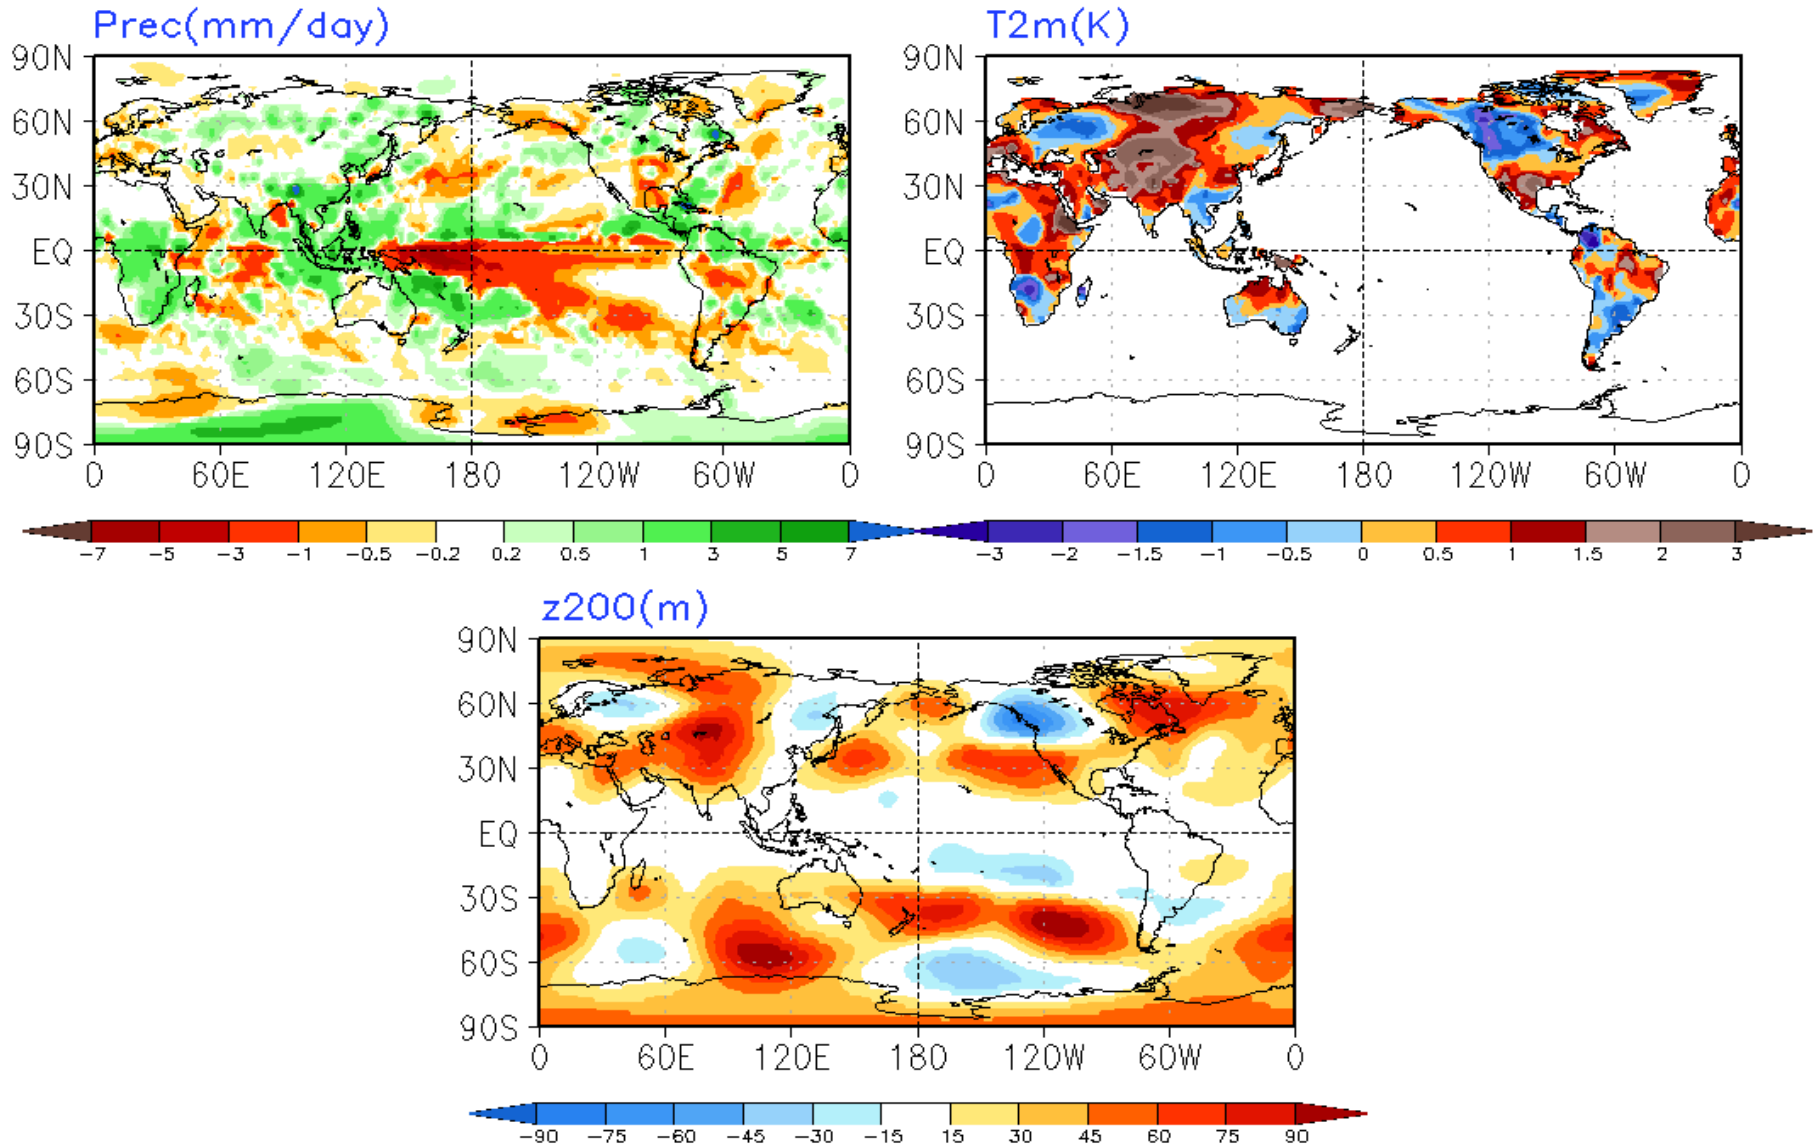 Prec(mm/day)
90N
60N
30N
EQ
30S
60S
90S
0 60E 120E 180 120W 60W 0
-7 -5 -3 -1 -0.5 -0.2 0.2 0.5 1 3 5 7
T2m(K)
90N
60N
30N
EQ
30S
60S
90S
0 60E 120E 180 120W 60W 0
-3 -2 -1.5 -1 -0.5 0 0.5 1 1.5 2 3
z200(m)
90N
60N
30N
EQ
30S
60S
90S
0 60E 120E 180 120W 60W 0
-90 -75 -60 -45 -30 -15 15 30 45 60 75 90